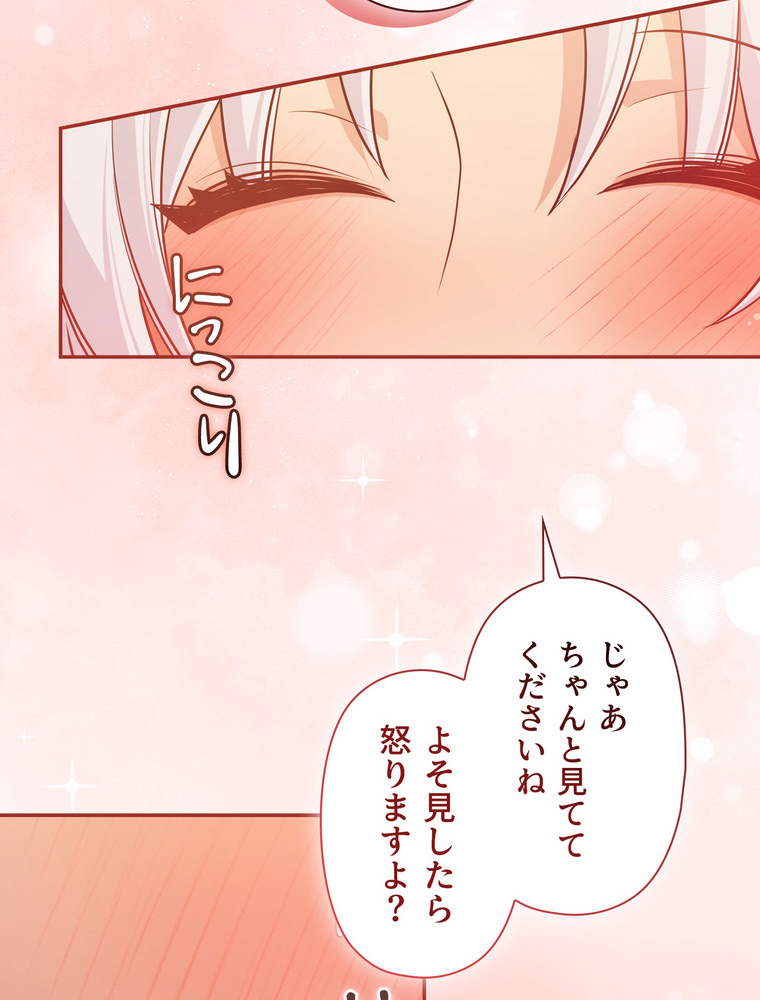 にっこり
じゃあ
ちゃんと見てて
くださいね
よそ見したら
怒りますよ？